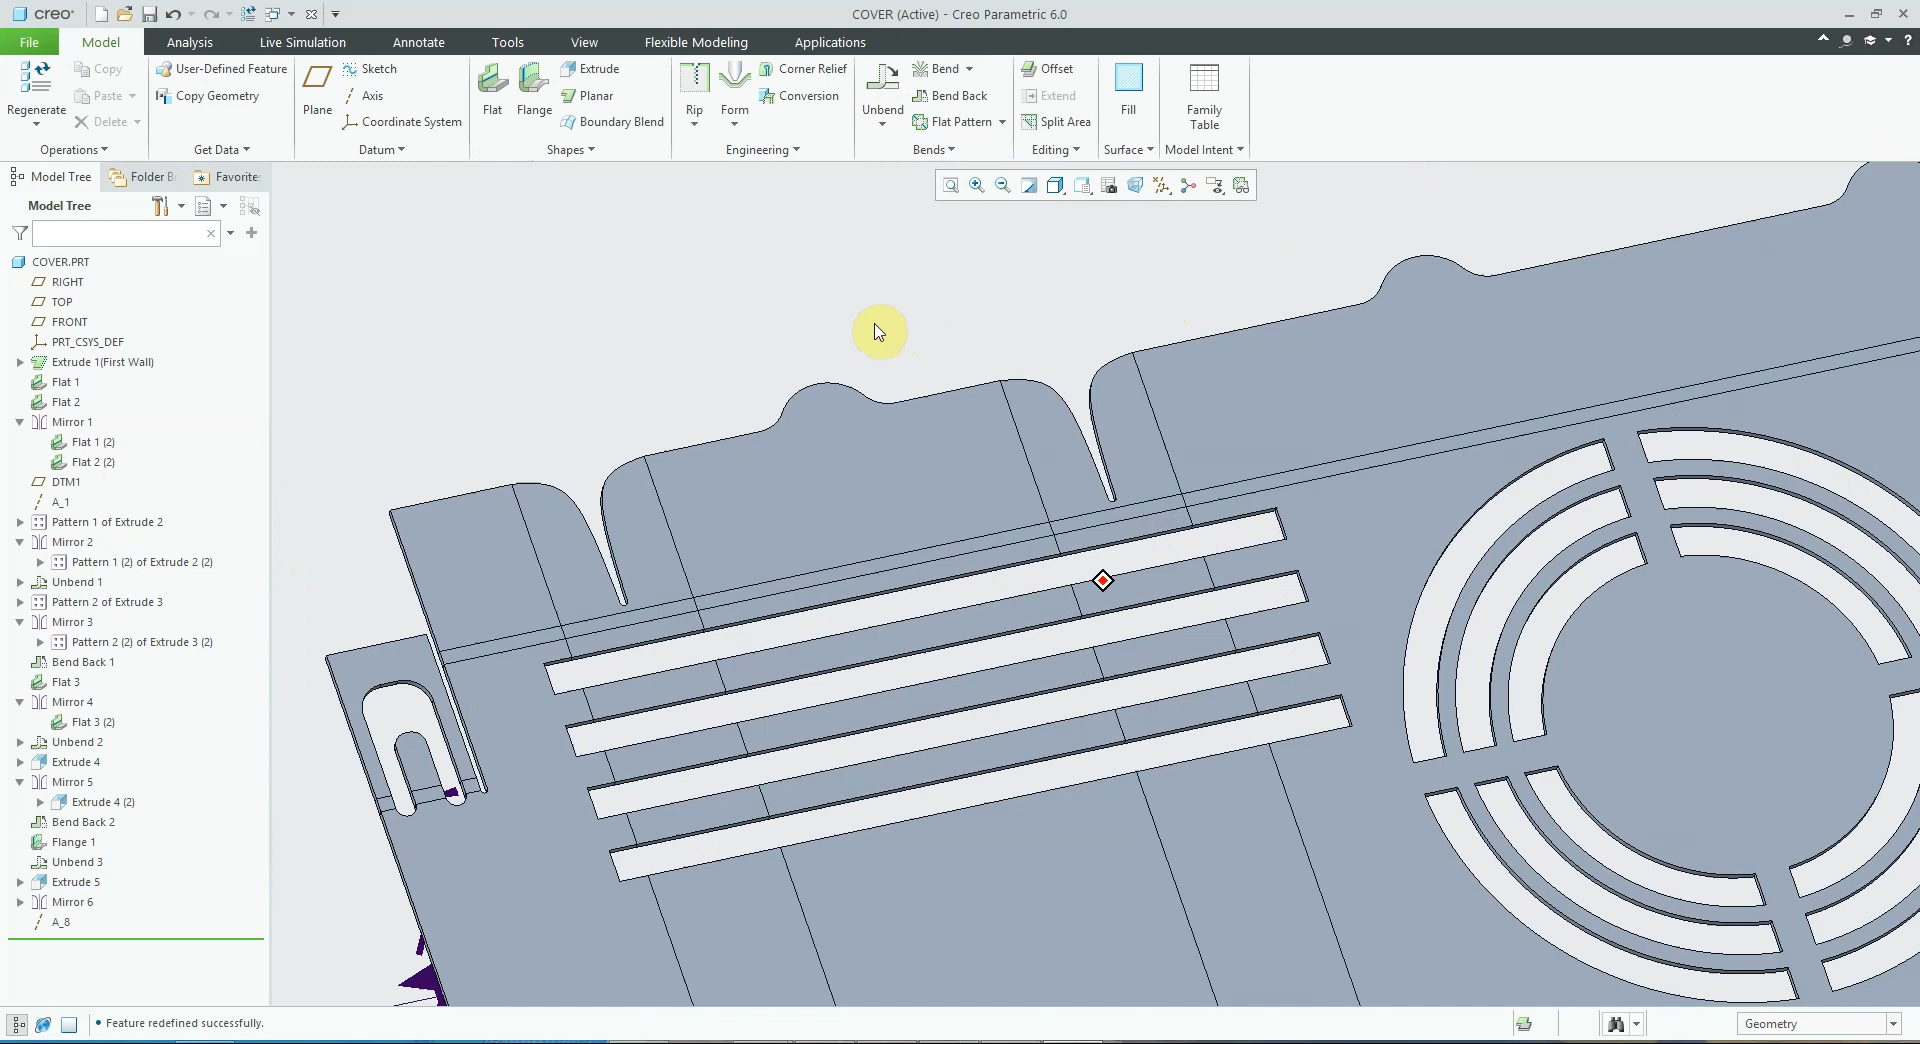 creo·
COVER (Active) - Creo Parametric 6.0
File
Model
Analysis
Live Simulation
Annotate
Tools
View
Flexible Modeling
Applications
Regenerate
Copy
Paste
Delete
Operations
User-Defined Feature
Copy Geometry
Get Data
Plane
Sketch
Axis
Coordinate System
Datum
Flat
Flange
Extrude
Planar
Boundary Blend
Shapes
Rip
Form
Corner Relief
Conversion
Engineering
Unbend
Bend
Bend Back
Flat Pattern
Bends
Offset
Extend
Split Area
Editing
Fill
Surface
Family
Table
Model Intent
Model Tree
Folder B
Favorite
Model Tree
COVER.PRT
RIGHT
TOP
FRONT
PRT_CSYS_DEF
Extrude 1(First Wall)
Flat 1
Flat 2
Mirror 1
Flat 1 (2)
Flat 2 (2)
DTM1
A_1
Pattern 1 of Extrude 2
Mirror 2
Pattern 1 (2) of Extrude 2 (2)
Unbend 1
Pattern 2 of Extrude 3
Mirror 3
Pattern 2 (2) of Extrude 3 (2)
Bend Back 1
Flat 3
Mirror 4
Flat 3 (2)
Unbend 2
Extrude 4
Mirror 5
Extrude 4 (2)
Bend Back 2
Flange 1
Unbend 3
Extrude 5
Mirror 6
A_8
• Feature redefined successfully.
Geometry